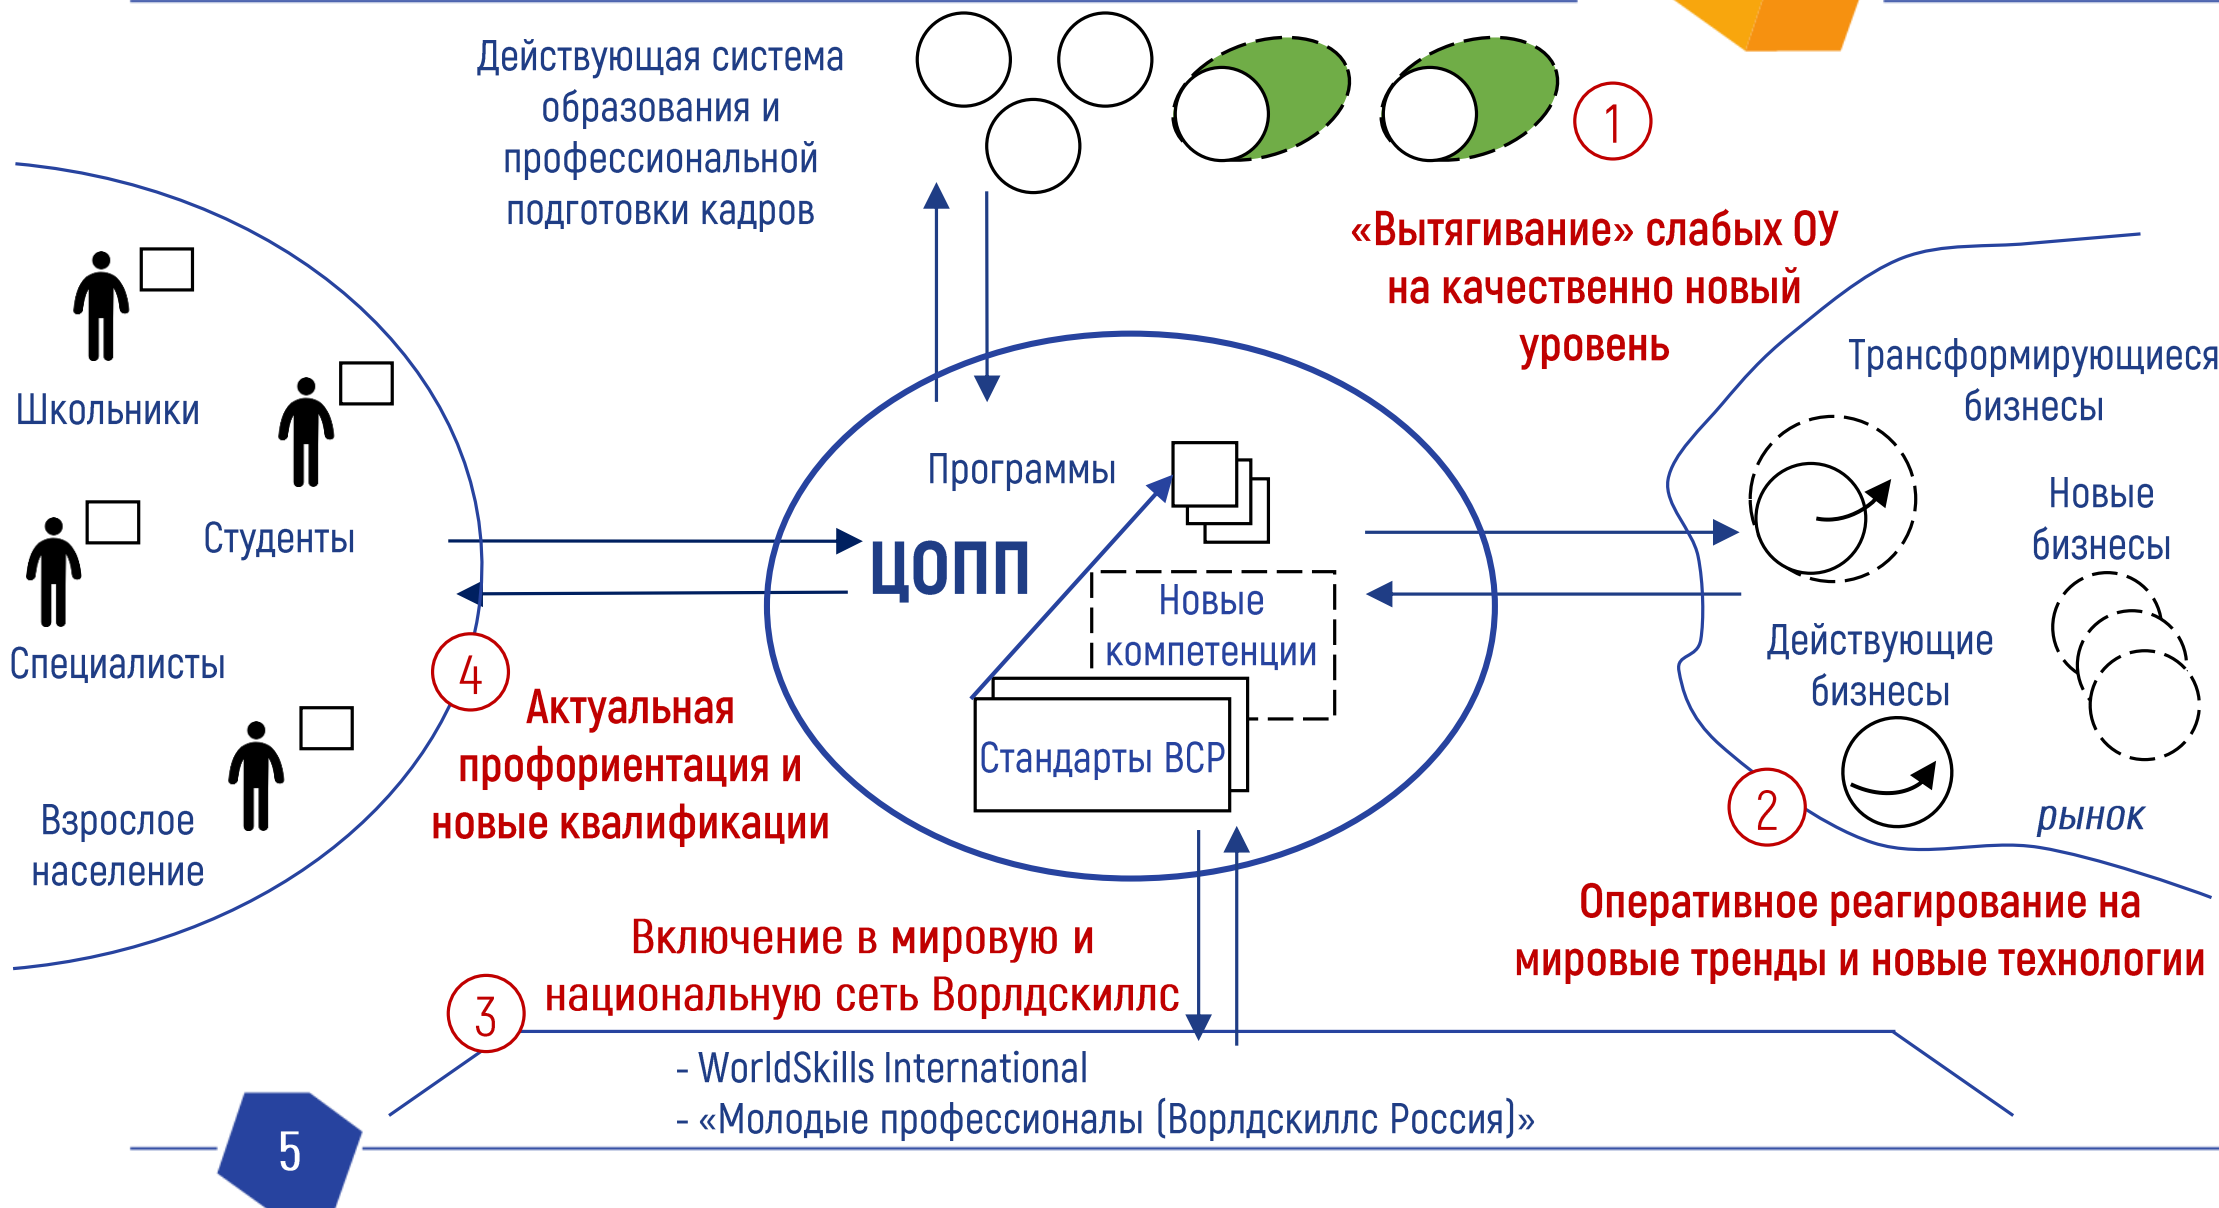 Действующая система
образования и
профессиональной
подготовки кадров
1
«Вытягивание» слабых ОУ
на качественно новый
уровень
Школьники
Студенты
Специалисты
Взрослое
население
4
Актуальная
профориентация и
новые квалификации
ЦОПП
Программы
Новые
компетенции
Стандарты ВСР
Трансформирующиеся
бизнесы
Новые
бизнесы
Действующие
бизнесы
рынок
2
Оперативное реагирование на
мировые тренды и новые технологии
Включение в мировую и
национальную сеть Ворлдскиллс
3
- WorldSkills International
- «Молодые профессионалы (Ворлдскиллс Россия)»
5